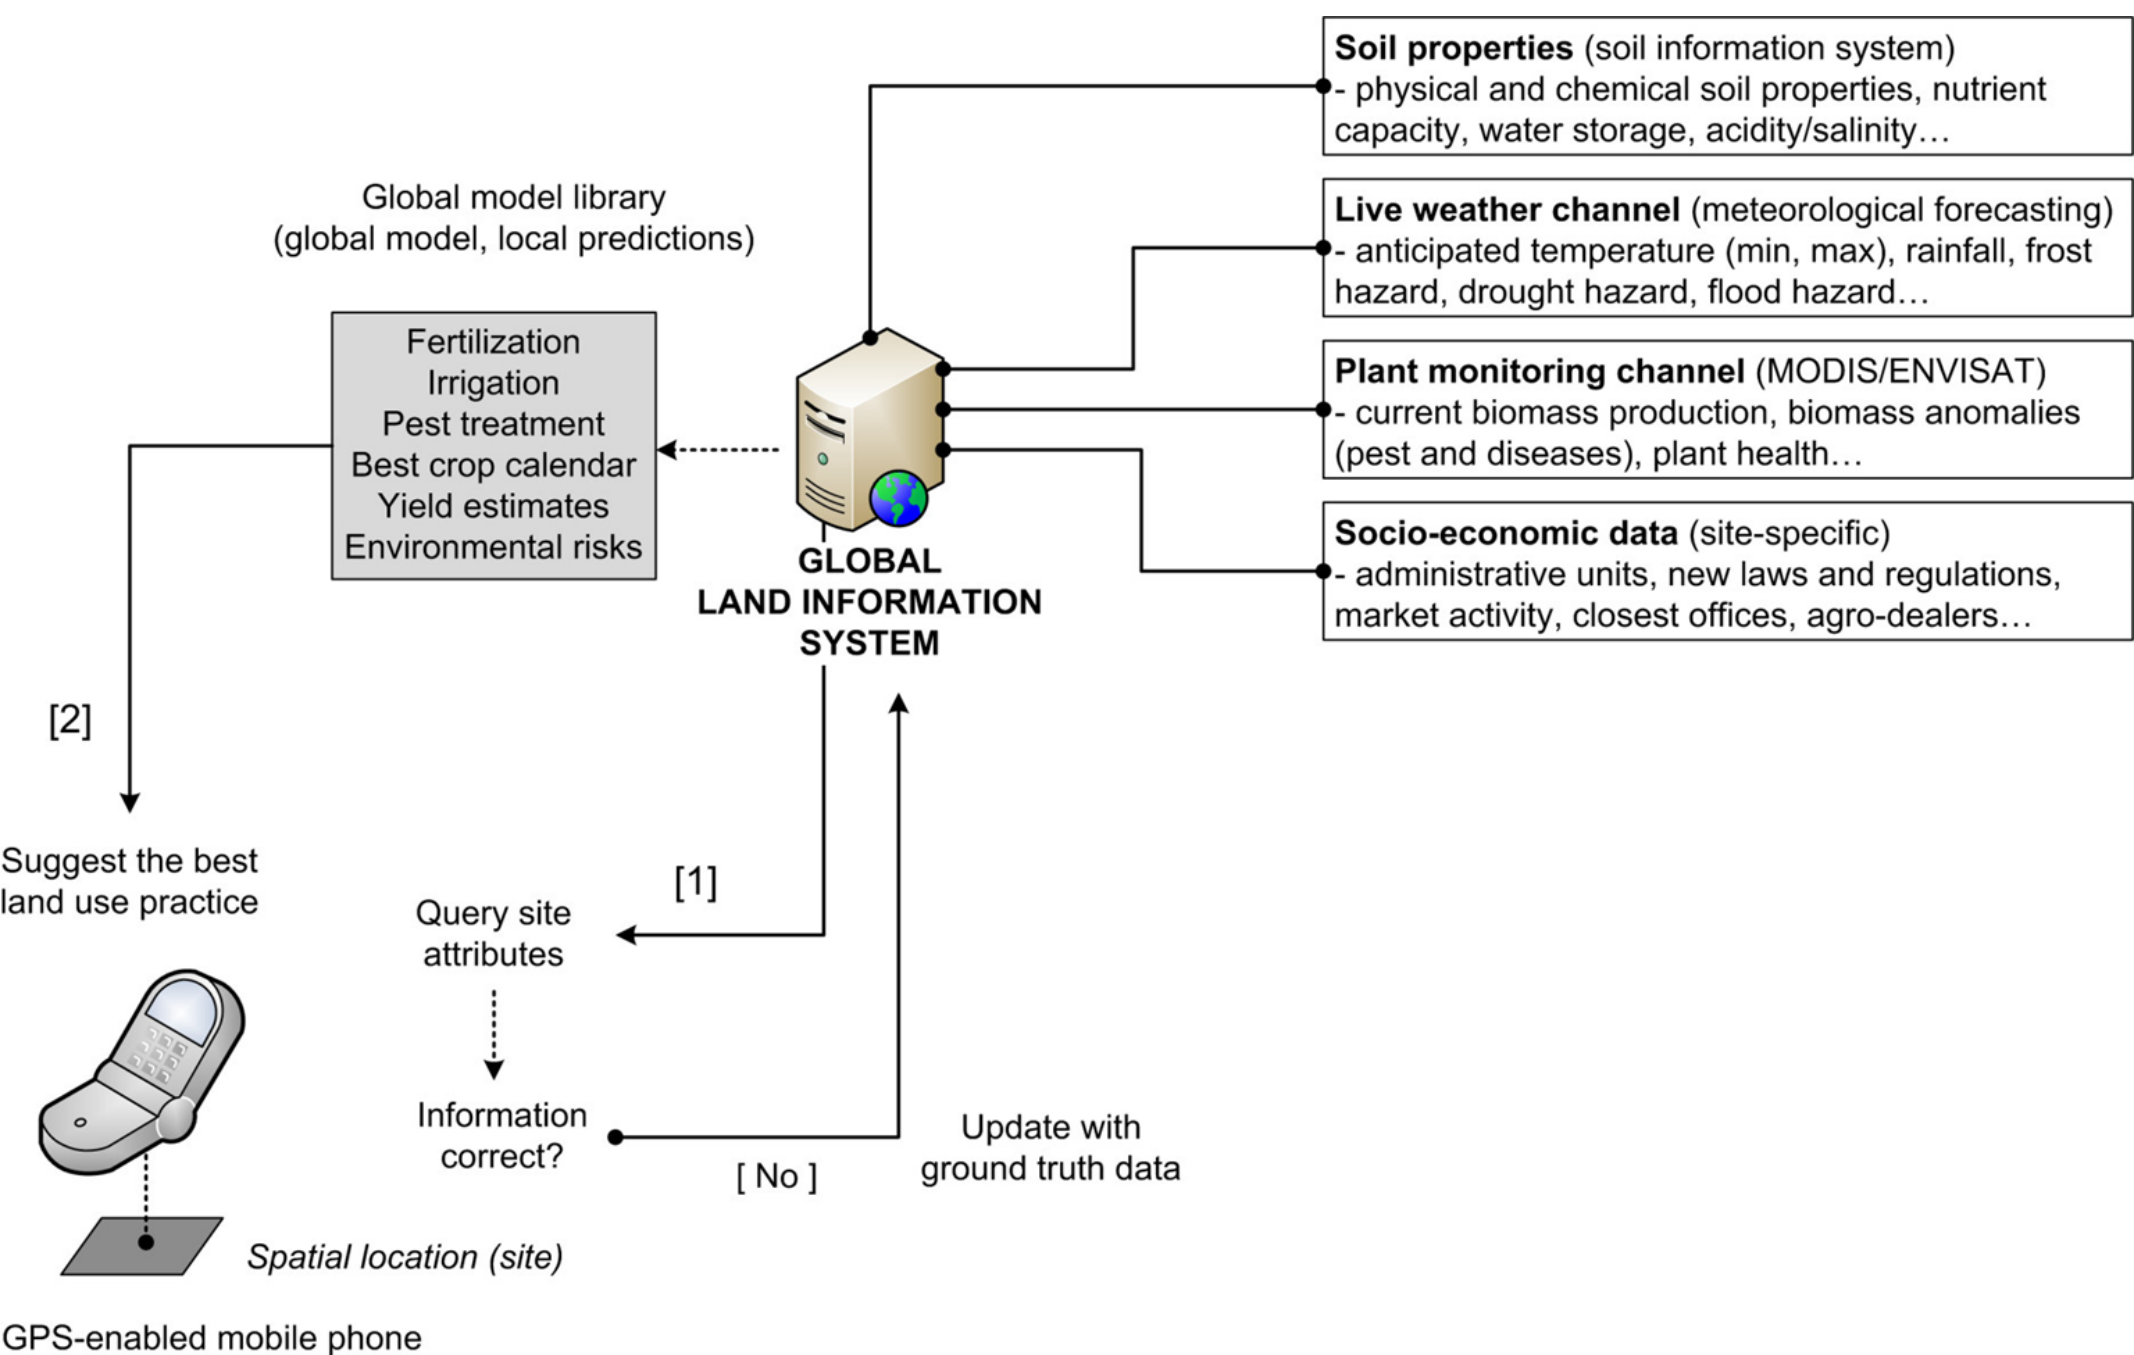 Soil properties (soil information system)
- physical and chemical soil properties, nutrient
capacity, water storage, acidity/salinity…
Live weather channel (meteorological forecasting)
- anticipated temperature (min, max), rainfall, frost
hazard, drought hazard, flood hazard…
Plant monitoring channel (MODIS/ENVISAT)
- current biomass production, biomass anomalies
(pest and diseases), plant health…
Socio-economic data (site-specific)
- administrative units, new laws and regulations,
market activity, closest offices, agro-dealers…
Global model library
(global model, local predictions)
Fertilization
Irrigation
Pest treatment
Best crop calendar
Yield estimates
Environmental risks
GLOBAL
LAND INFORMATION
SYSTEM
[2]
Suggest the best
land use practice
[1]
Query site
attributes
Information
correct?
[ No ]
Update with
ground truth data
Spatial location (site)
GPS-enabled mobile phone